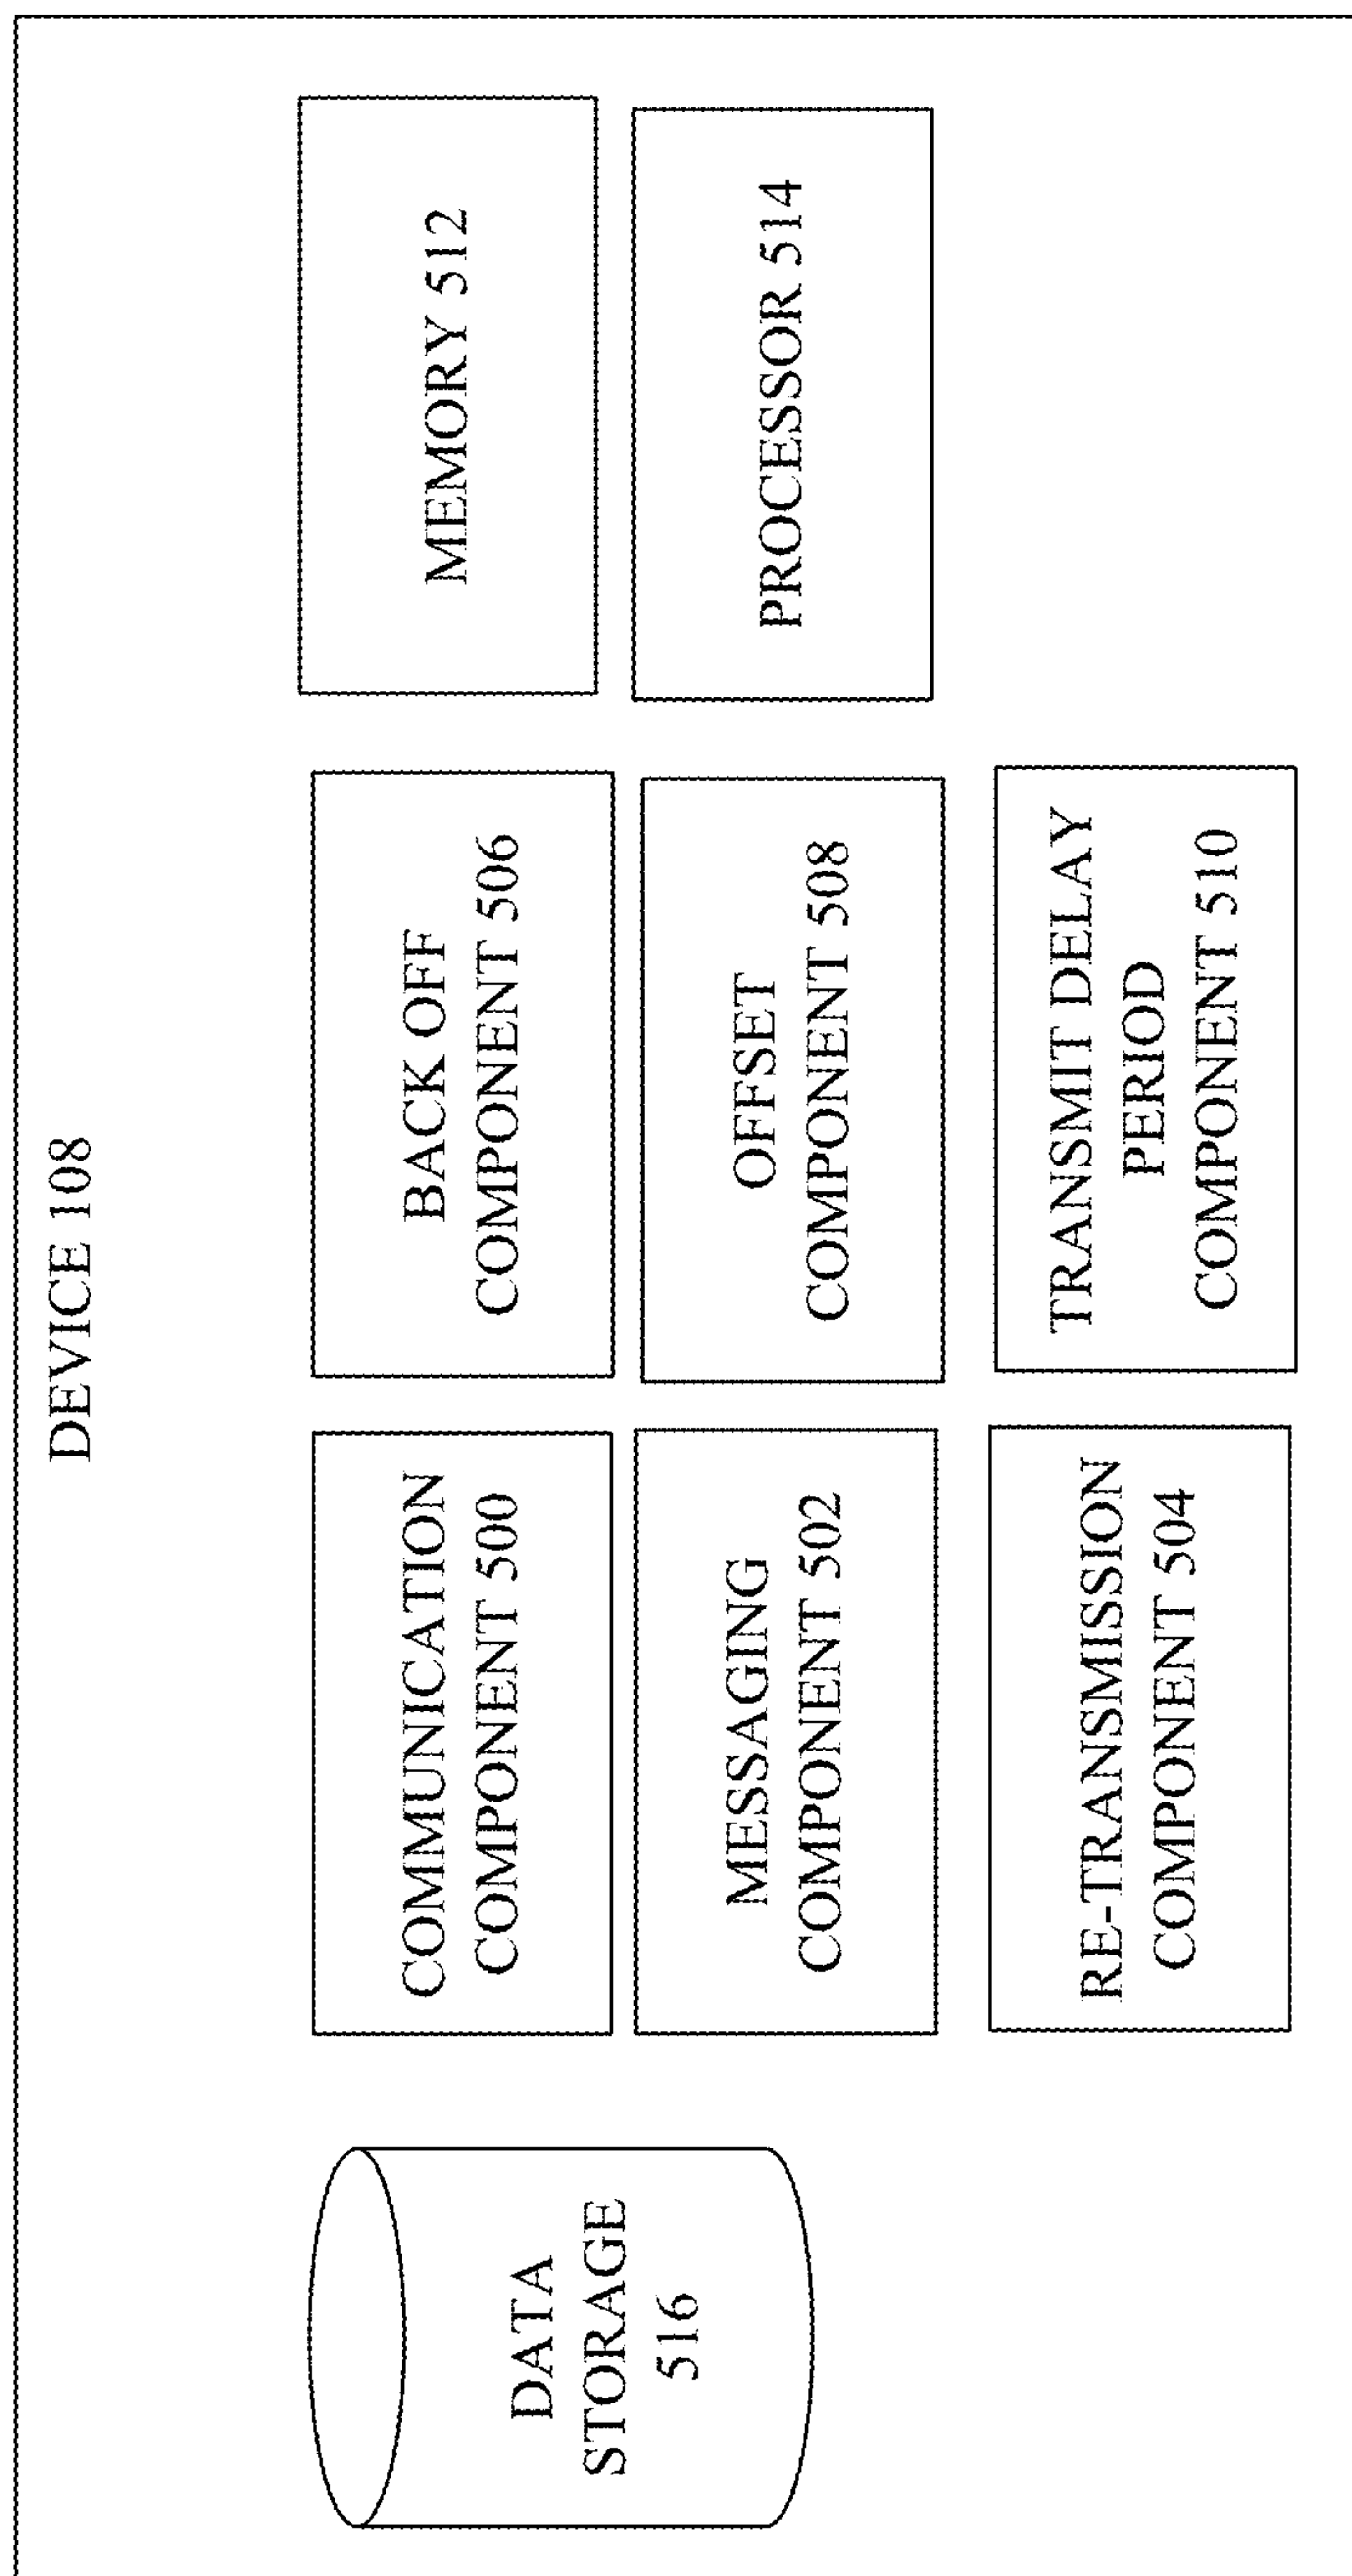 DEVICE 108
DATA
STORAGE
516
COMMUNICATION
COMPONENT 500
MESSAGING
COMPONENT 502
RE-TRANSMISSION
COMPONENT 504
BACK OFF
COMPONENT 506
OFFSET
COMPONENT 508
TRANSMIT DELAY
PERIOD
COMPONENT 510
MEMORY 512
PROCESSOR 514